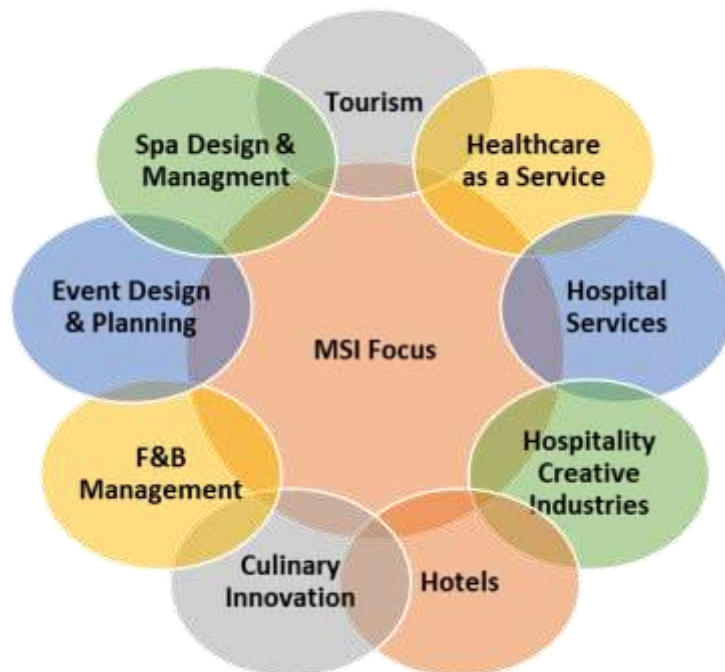 Tourism
Healthcare
as a Service
Hospital
Services
Hospitality
Creative
Industries
Hotels
Culinary
Innovation
F&B
Management
Event Design
& Planning
Spa Design &
Managment
MSI Focus